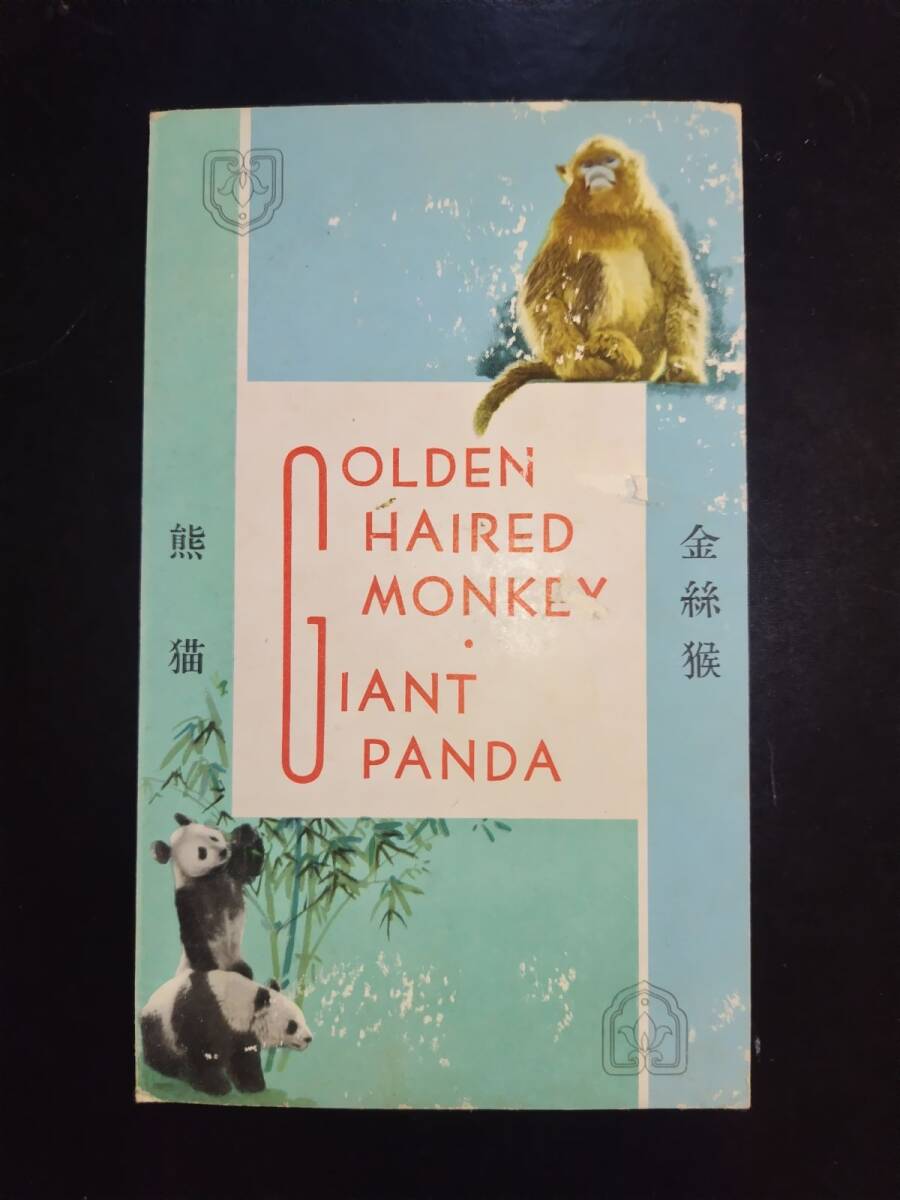 GOLDEN
HAIRED
MONKEY
·
GIANT
PANDA
熊猫
金絲猴